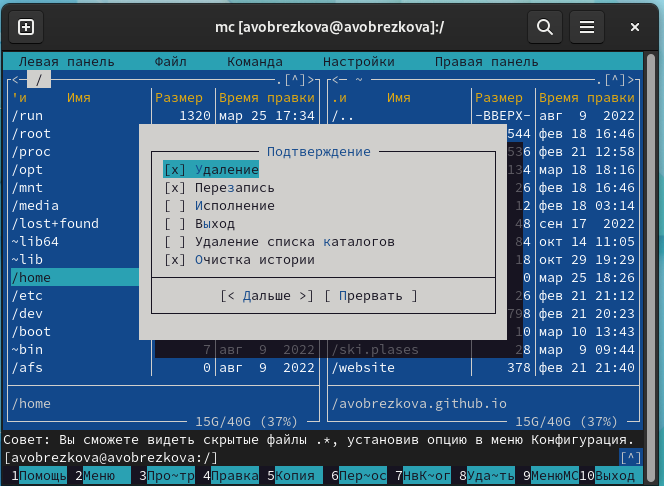 mc [avobrezkova@avobrezkova]:/
Левая панель Файл Команда Настройки Правая панель
<— / .[^]> <— ~ .[^]>
'и Имя Размер Время правки .и Имя Размер Время правки
/run 1320 мар 25 17:34 /.. -ВВЕРХ- авг 9 2022
/root 544 фев 18 16:46
/proc 536 фев 21 12:58
/opt 134 мар 18 18:16
/mnt 26 фев 18 16:46
/media 12 фев 18 03:14
/lost+found 48 сен 17 2022
~lib64 84 окт 14 11:05
~lib 18 окт 29 19:29
/home 0 мар 25 18:26
/etc 26 фев 21 21:12
/dev 798 фев 21 20:23
/boot 10 мар 10 13:43
~bin 7 авг 9 2022 /ski.plases 28 мар 9 09:44
/afs 0 авг 9 2022 /website 378 фев 21 21:40
Подтверждение
[x] Удаление
[x] Перезапись
[ ] Исполнение
[ ] Выход
[ ] Удаление списка каталогов
[x] Очистка истории
[< Дальше >] [ Прервать ]
/home /avobrezkova.github.io
15G/40G (37%) 15G/40G (37%)
Совет: Вы сможете видеть скрытые файлы .*, установив опцию в меню Конфигурация.
[avobrezkova@avobrezkova:/] [^]
1Помощь 2Меню 3Про~тр 4Правка 5Копия 6Пер~ос 7НвК~ог 8Уда~ть 9МенюМС 10Выход